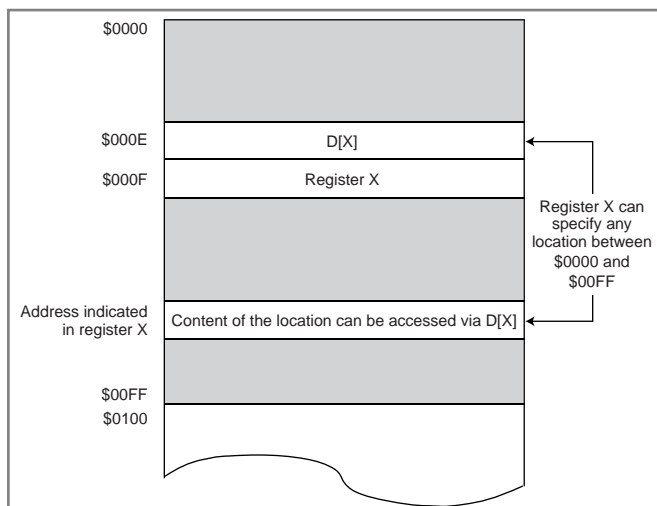 $0000
$000E
D[X]
$000F
Register X
Register X can
specify any
location between
$0000 and
$00FF
Address indicated
in register X
Content of the location can be accessed via D[X]
$00FF
$0100